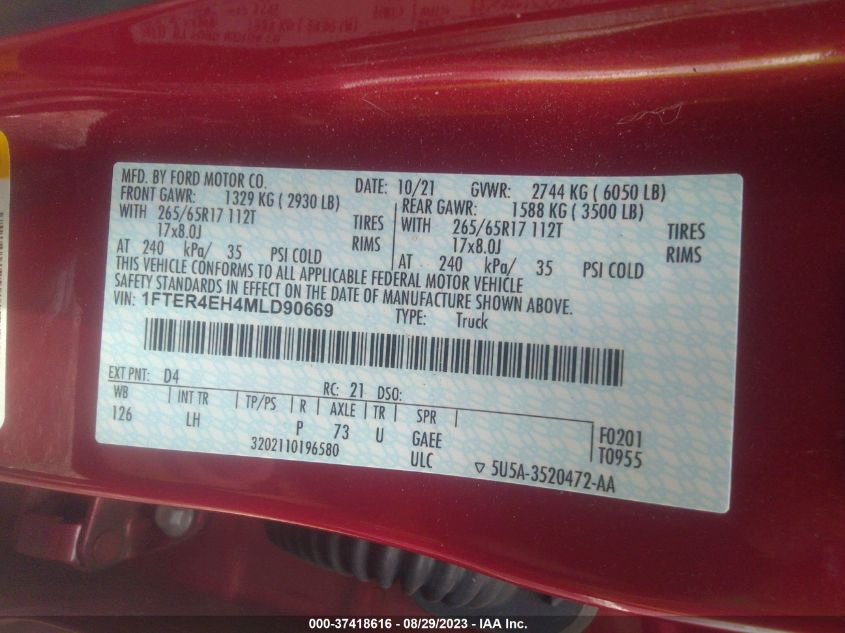 MFD. BY FORD MOTOR CO.
DATE: 10/21 GVWR: 2744 KG ( 6050 LB)
FRONT GAWR: 1329 KG ( 2930 LB)
WITH 265/65R17 112T TIRES
17x8.0J RIMS
AT 240 kPa/ 35 PSI COLD
REAR GAWR: 1588 KG ( 3500 LB)
WITH 265/65R17 112T TIRES
17x8.0J RIMS
AT 240 kPa/ 35 PSI COLD
THIS VEHICLE CONFORMS TO ALL APPLICABLE FEDERAL MOTOR VEHICLE
SAFETY STANDARDS IN EFFECT ON THE DATE OF MANUFACTURE SHOWN ABOVE.
VIN: 1FTER4EH4MLD90669
TYPE: Truck
EXT PNT: D4 RC: 21 DSO:
WB INT TR TP/PS R AXLE TR SPR
126 LH P 73 U GAEE
ULC
F0201
T0955
3202110196580
5U5A-3520472-AA
000-37418616 - 08/29/2023 - IAA Inc.